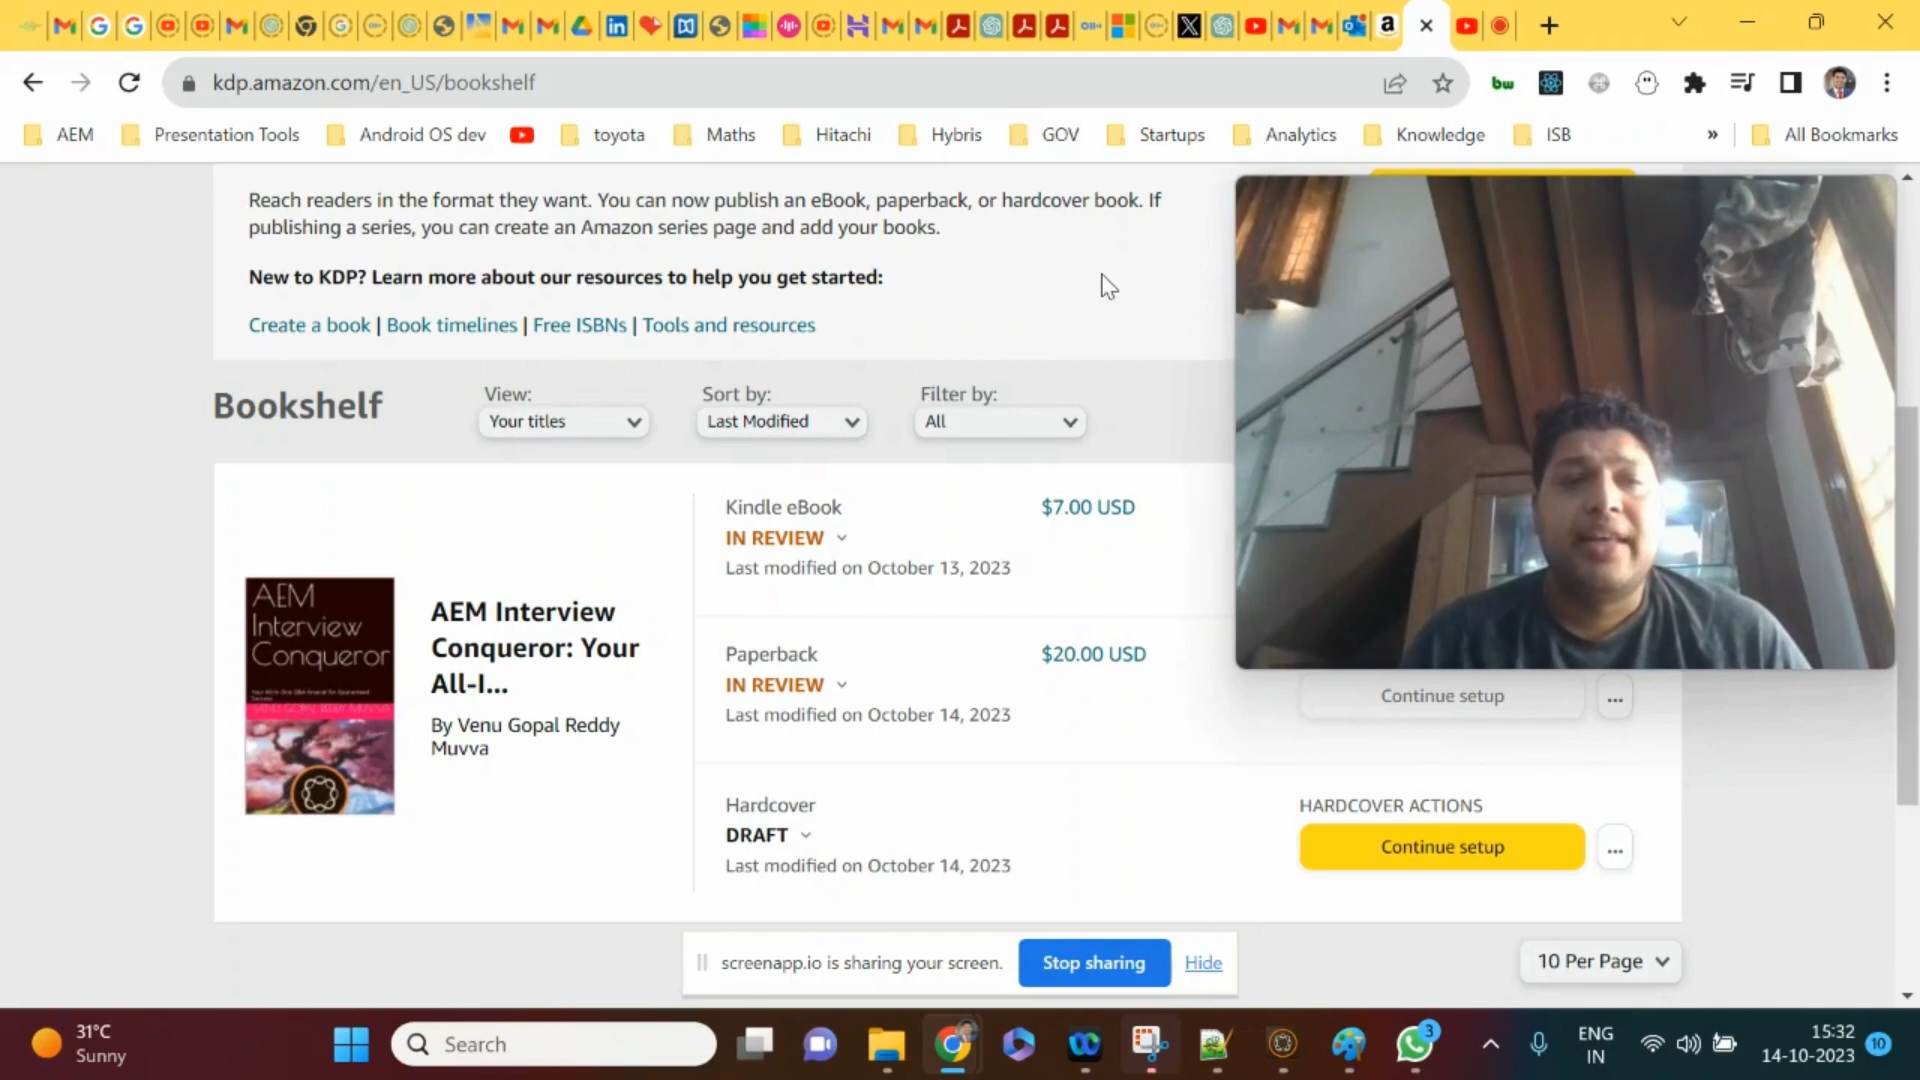 kdp.amazon.com/en_US/bookshelf
bw
AEM
Presentation Tools
Android OS dev
toyota
Maths
Hitachi
Hybris
GOV
Startups
Analytics
Knowledge
ISB
»
All Bookmarks
Reach readers in the format they want. You can now publish an eBook, paperback, or hardcover book. If
publishing a series, you can create an Amazon series page and add your books.
New to KDP? Learn more about our resources to help you get started:
Create a book | Book timelines | Free ISBNs | Tools and resources
Bookshelf
View:
Your titles
Sort by:
Last Modified
Filter by:
All
AEM
Interview
Conqueror
AEM Interview
Conqueror: Your
All-I...
By Venu Gopal Reddy
Muvva
Kindle eBook
$7.00 USD
IN REVIEW
Last modified on October 13, 2023
Paperback
$20.00 USD
IN REVIEW
Last modified on October 14, 2023
Continue setup
...
Hardcover
DRAFT
Last modified on October 14, 2023
HARDCOVER ACTIONS
Continue setup
...
screenapp.io is sharing your screen.
Stop sharing
Hide
10 Per Page
31°C
Sunny
Search
3
ENG
IN
15:32
14-10-2023
10